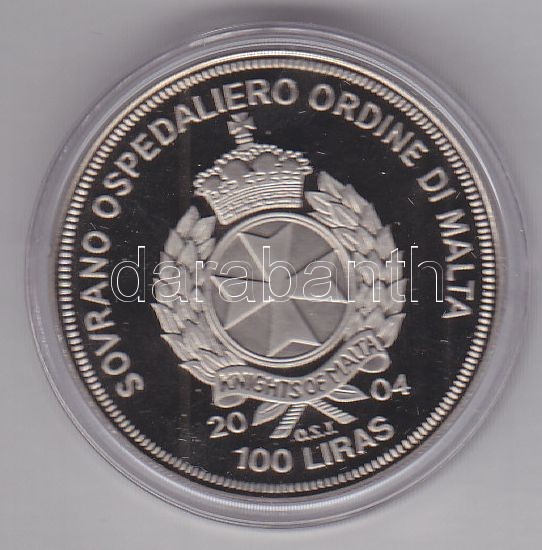 SOVRANO OSPEDALIERO ORDINE DI MALTA
darabanth
KNIGHTS OF MALTA
20 04
O.S.J.
100 LIRAS